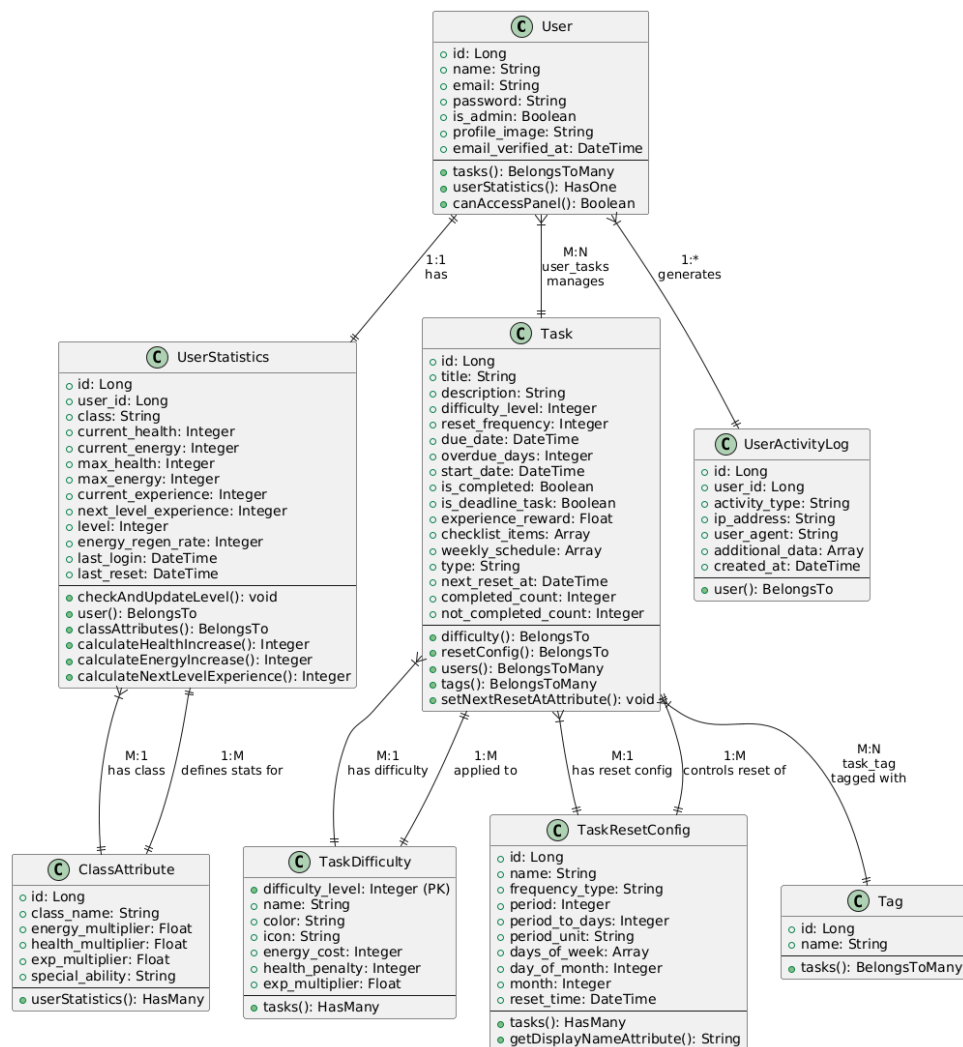 C User
id: Long
name: String
email: String
password: String
is_admin: Boolean
profile_image: String
email_verified_at: DateTime
tasks(): BelongsToMany
userStatistics(): HasOne
canAccessPanel(): Boolean
1:1
has
M:N
user_tasks
manages
1:*
generates
C UserStatistics
id: Long
user_id: Long
class: String
current_health: Integer
current_energy: Integer
max_health: Integer
max_energy: Integer
current_experience: Integer
next_level_experience: Integer
level: Integer
energy_regen_rate: Integer
last_login: DateTime
last_reset: DateTime
checkAndUpdateLevel(): void
user(): BelongsTo
classAttributes(): BelongsTo
calculateHealthIncrease(): Integer
calculateEnergyIncrease(): Integer
calculateNextLevelExperience(): Integer
C Task
id: Long
title: String
description: String
difficulty_level: Integer
reset_frequency: Integer
due_date: DateTime
overdue_days: Integer
start_date: DateTime
is_completed: Boolean
is_deadline_task: Boolean
experience_reward: Float
checklist_items: Array
weekly_schedule: Array
type: String
next_reset_at: DateTime
completed_count: Integer
not_completed_count: Integer
difficulty(): BelongsTo
resetConfig(): BelongsTo
users(): BelongsToMany
tags(): BelongsToMany
setNextResetAtAttribute(): void
C UserActivityLog
id: Long
user_id: Long
activity_type: String
ip_address: String
user_agent: String
additional_data: Array
created_at: DateTime
user(): BelongsTo
M:1
has class
1:M
defines stats for
M:1
has difficulty
1:M
applied to
M:1
has reset config
1:M
controls reset of
M:N
task_tag
tagged with
C ClassAttribute
id: Long
class_name: String
energy_multiplier: Float
health_multiplier: Float
exp_multiplier: Float
special_ability: String
userStatistics(): HasMany
C TaskDifficulty
difficulty_level: Integer (PK)
name: String
color: String
icon: String
energy_cost: Integer
health_penalty: Integer
exp_multiplier: Float
tasks(): HasMany
C TaskResetConfig
id: Long
name: String
frequency_type: String
period: Integer
period_to_days: Integer
period_unit: String
days_of_week: Array
day_of_month: Integer
month: Integer
reset_time: DateTime
tasks(): HasMany
getDisplayNameAttribute(): String
C Tag
id: Long
name: String
tasks(): BelongsToMany